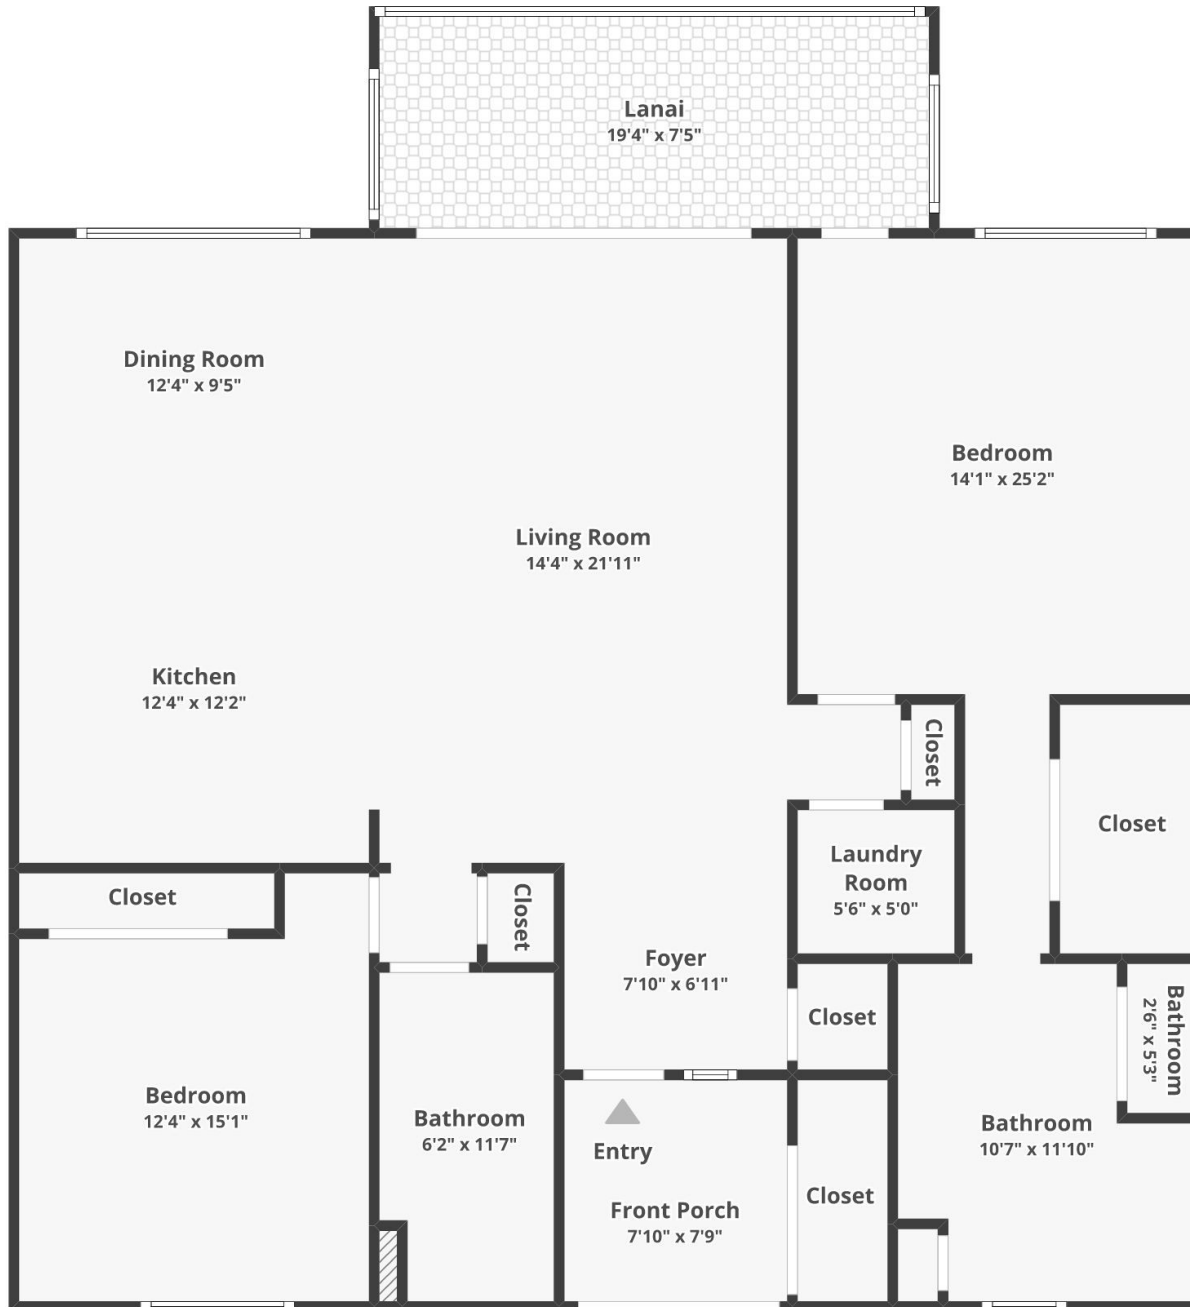 Lanai
19'4" x 7'5"
Dining Room
12'4" x 9'5"
Bedroom
14'1" x 25'2"
Living Room
14'4" x 21'11"
Kitchen
12'4" x 12'2"
Closet
Closet
Laundry
Room
5'6" x 5'0"
Closet
Closet
Foyer
7'10" x 6'11"
Closet
Bathroom
2'6" x 5'3"
Bedroom
12'4" x 15'1"
Bathroom
6'2" x 11'7"
Entry
Bathroom
10'7" x 11'10"
Closet
Front Porch
7'10" x 7'9"